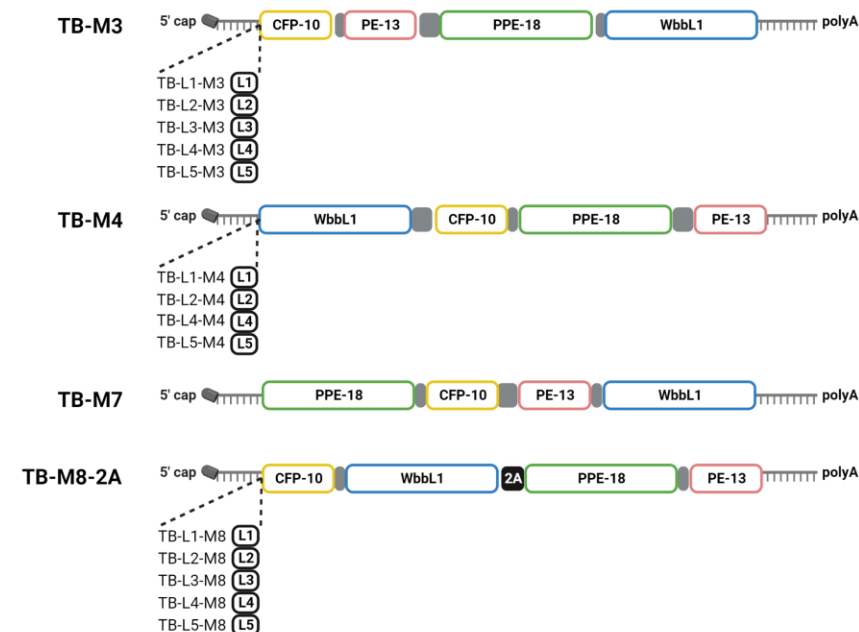 TB-M3 5' cap CFP-10 PE-13 PPE-18 WbbL1 polyA
TB-L1-M3 L1
TB-L2-M3 L2
TB-L3-M3 L3
TB-L4-M3 L4
TB-L5-M3 L5
TB-M4 5' cap WbbL1 CFP-10 PPE-18 PE-13 polyA
TB-L1-M4 L1
TB-L2-M4 L2
TB-L4-M4 L4
TB-L5-M4 L5
TB-M7 5' cap PPE-18 CFP-10 PE-13 WbbL1 polyA
TB-M8-2A 5' cap CFP-10 WbbL1 2A PPE-18 PE-13 polyA
TB-L1-M8 L1
TB-L2-M8 L2
TB-L3-M8 L3
TB-L4-M8 L4
TB-L5-M8 L5